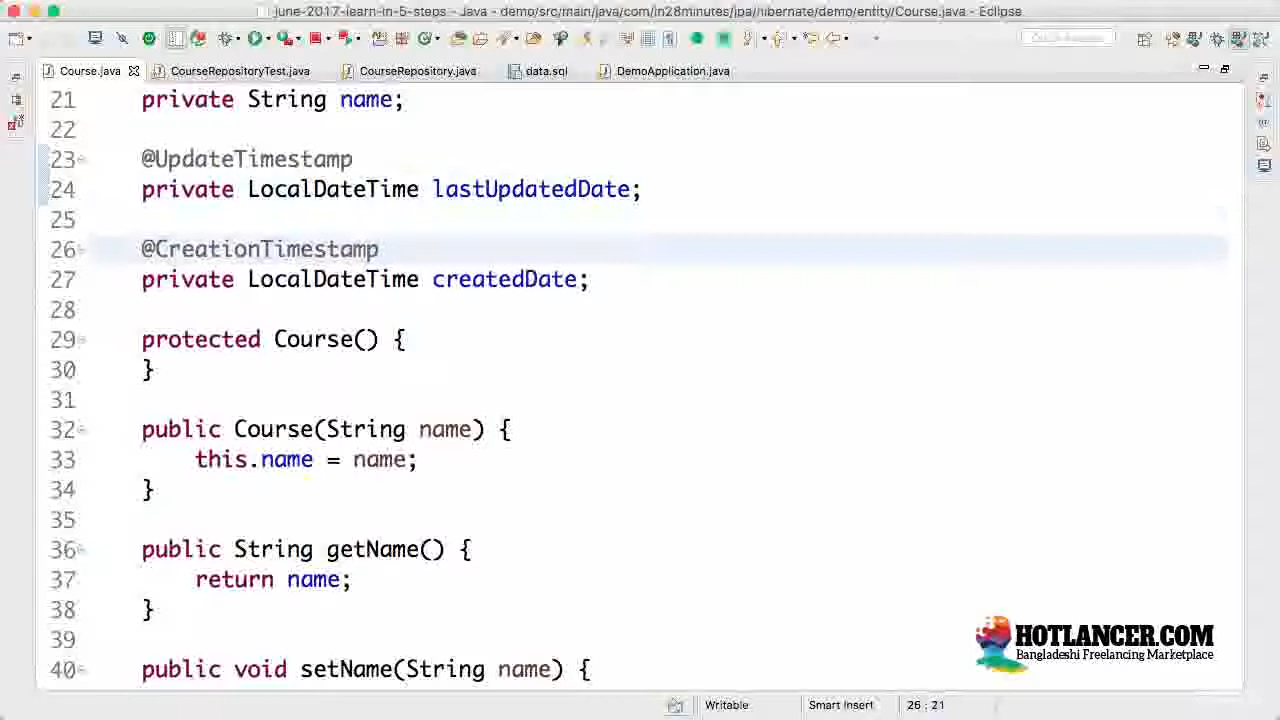 june-2017-learn-in-5-steps - Java - demo/src/main/java/com/in28minutes/jpa/hibernate/demo/entity/Course.java - Eclipse
Course.java
CourseRepositoryTest.java
CourseRepository.java
data.sql
DemoApplication.java
21 private String name;
22
23 @UpdateTimestamp
24 private LocalDateTime lastUpdatedDate;
25
26 @CreationTimestamp
27 private LocalDateTime createdDate;
28
29 protected Course() {
30 }
31
32 public Course(String name) {
33 this.name = name;
34 }
35
36 public String getName() {
37 return name;
38 }
39
40 public void setName(String name) {
HOTLANCER.COM
Bangladeshi Freelancing Marketplace
Writable
Smart Insert
26 : 21